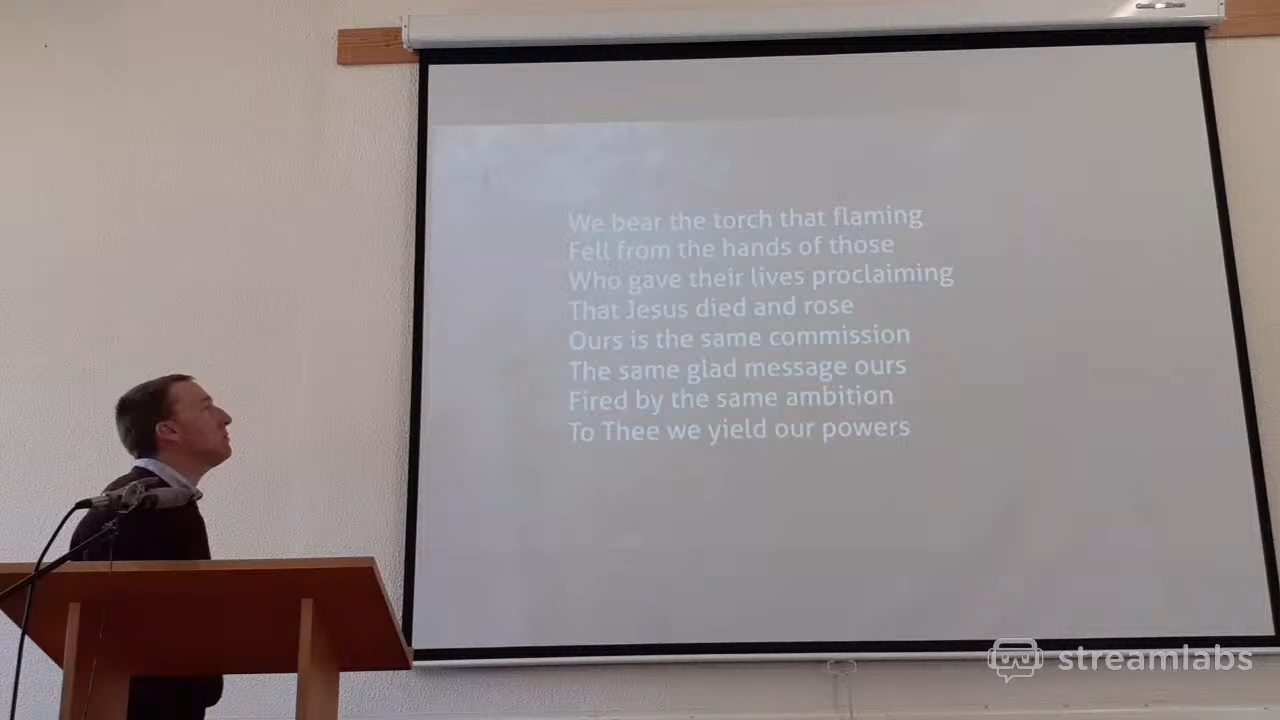 We bear the torch that flaming
Fell from the hands of those
Who gave their lives proclaiming
That Jesus died and rose
Ours is the same commission
The same glad message ours
Fired by the same ambition
To Thee we yield our powers
streamlabs